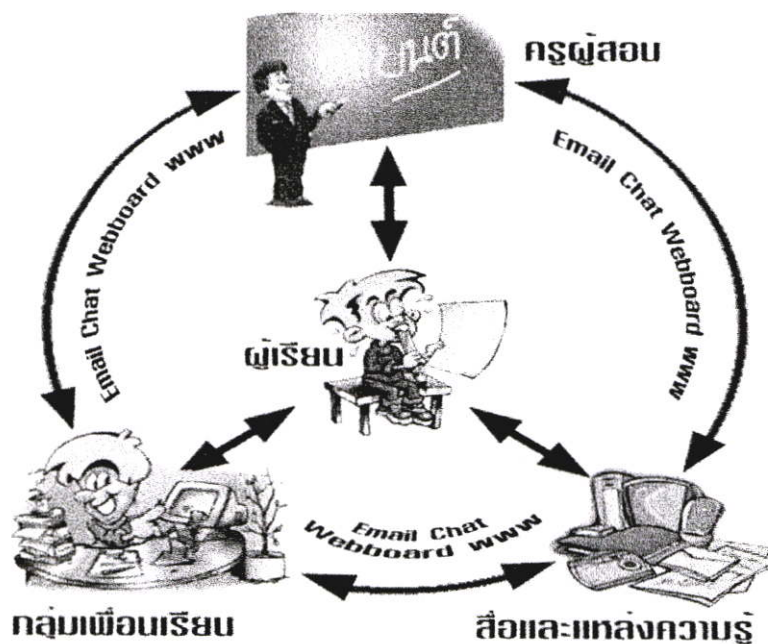 ครูผู้สอน
Email Chat Webboard www
Email Chat Webboard www
ผู้เรียน
Email Chat
Webboard www
กลุ่มเพื่อนเรียน
สื่อและแหล่งความรู้